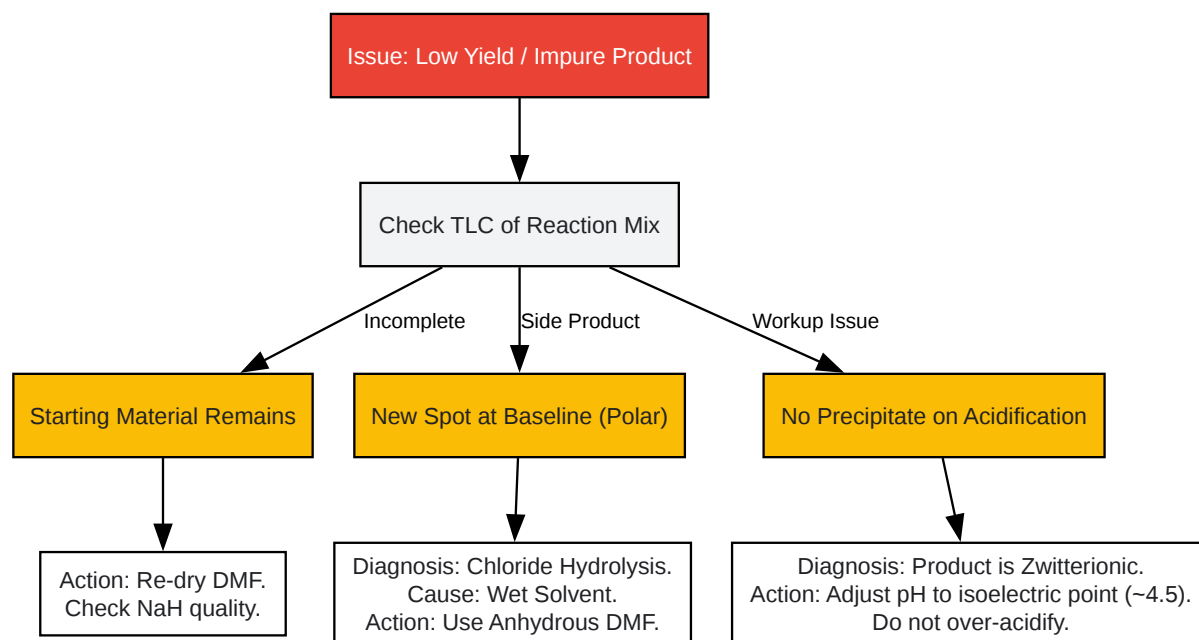 Issue: Low Yield / Impure Product
Check TLC of Reaction Mix
Incomplete
Side Product
Workup Issue
Starting Material Remains
New Spot at Baseline (Polar)
No Precipitate on Acidification
Action: Re-dry DMF.
Check NaH quality.
Diagnosis: Chloride Hydrolysis.
Cause: Wet Solvent.
Action: Use Anhydrous DMF.
Diagnosis: Product is Zwitterionic.
Action: Adjust pH to isoelectric point (~4.5).
Do not over-acidify.